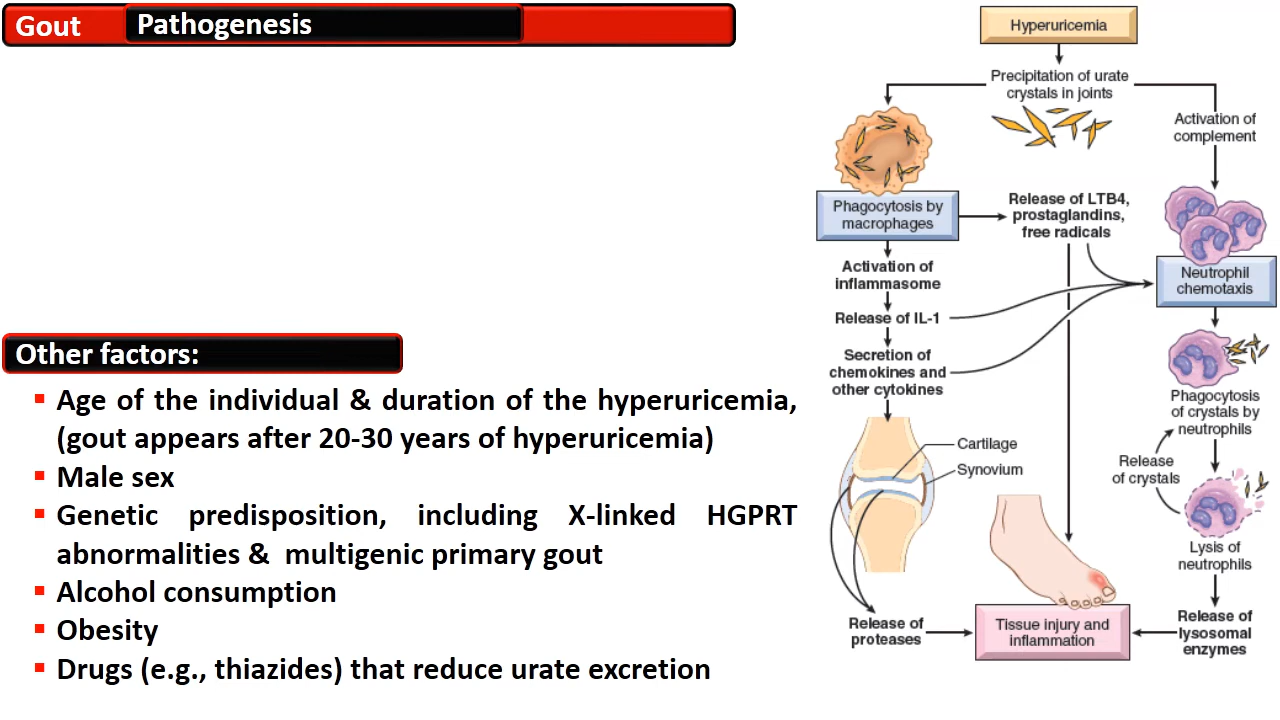 Gout
Pathogenesis
Other factors:
▪ Age of the individual & duration of the hyperuricemia,
(gout appears after 20-30 years of hyperuricemia)
▪ Male sex
▪ Genetic predisposition, including X-linked HGPRT
abnormalities & multigenic primary gout
▪ Alcohol consumption
▪ Obesity
▪ Drugs (e.g., thiazides) that reduce urate excretion
Hyperuricemia
Precipitation of urate
crystals in joints
Activation of
complement
Phagocytosis by
macrophages
Release of LTB4,
prostaglandins,
free radicals
Activation of
inflammasome
Neutrophil
chemotaxis
Release of IL-1
Secretion of
chemokines and
other cytokines
Phagocytosis
of crystals by
neutrophils
Cartilage
Synovium
Release
of crystals
Lysis of
neutrophils
Release of
proteases
Tissue injury and
inflammation
Release of
lysosomal
enzymes